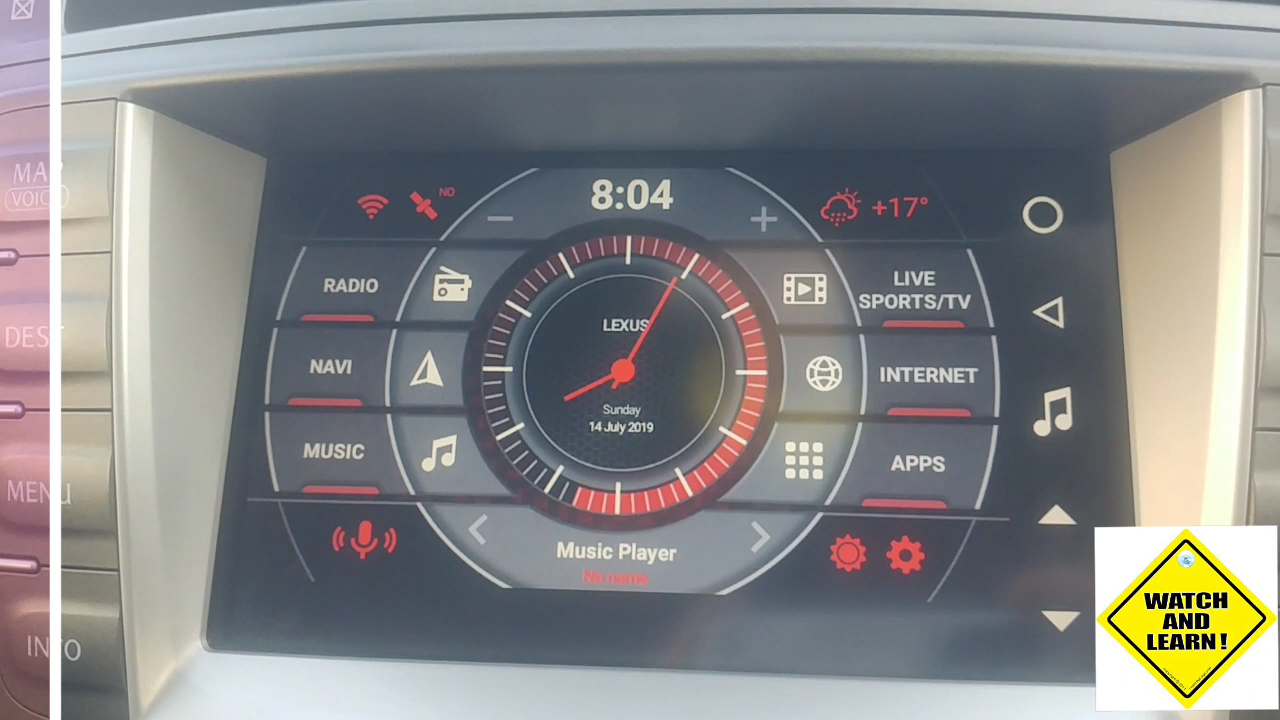 MAP
VOICE
DEST
MENU
INFO
NO
8:04
+17°
RADIO
NAVI
MUSIC
LEXUS
Sunday
14 July 2019
LIVE
SPORTS/TV
INTERNET
APPS
Music Player
No name
WATCH
AND
LEARN!